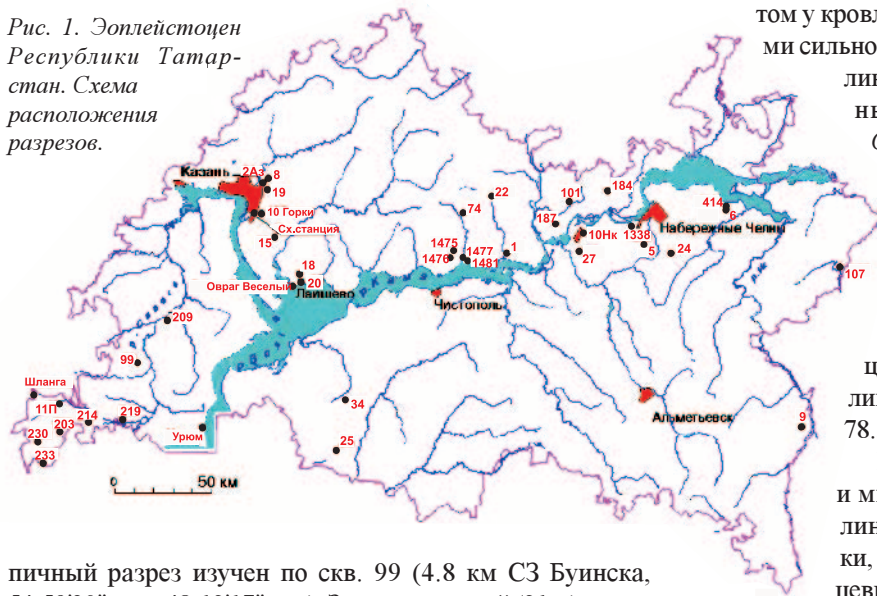 Рис. 1. Эоплейстоцен
Республики Татар-
стан. Схема
расположения
разрезов.
том у кровл
ми сильно
лив
ны
Казань
2Аз
8
19
10 Горки
Сх.станция
15
22
74
101
184
187
414
6
10Нк
1338
Набережные Челны
5
24
27
107
1475
1476
1477
1481
1
18
20
Овраг Веселый
Лаишево
Чистополь
209
99
Шланга
11П
203
214
219
230
233
Урюм
34
25
Альметьевск
9
0
50 км
ц
лин
78.
и ми
лин
ки,
цев
пичный разрез изучен по скв. 99 (4.8 км СЗ Буинска,